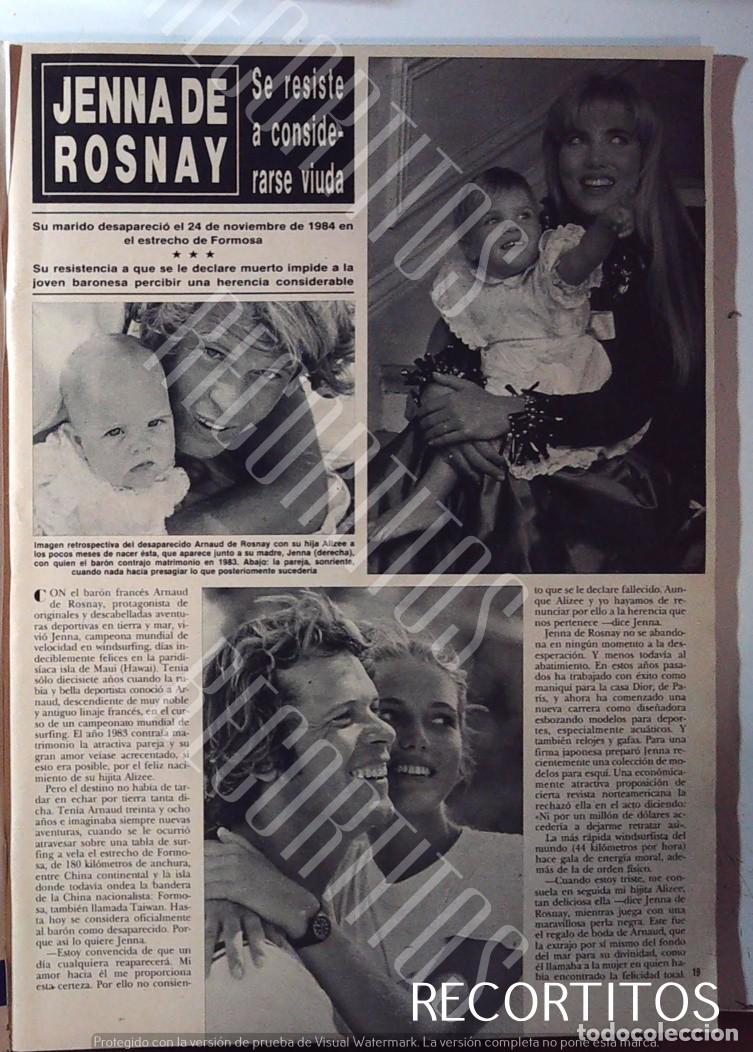 JENNA DE
ROSNAY
Se resiste
a conside-
rarse viuda
Su marido desapareció el 24 de noviembre de 1984 en
el estrecho de Formosa
★ ★ ★
Su resistencia a que se le declare muerto impide a la
joven baronesa percibir una herencia considerable
Imagen retrospectiva del desaparecido Arnaud de Rosnay con su hija Alizee a
los pocos meses de nacer ésta, que aparece junto a su madre, Jenna (derecha),
con quien el barón contrajo matrimonio en 1983. Abajo: la pareja, sonriente,
cuando nada hacía presagiar lo que posteriormente sucedería
CON el barón francés Arnaud
de Rosnay, protagonista de
originales y descabelladas aventu-
ras deportivas en tierra y mar, vi-
vió Jenna, campeona mundial de
velocidad en windsurfing, días in-
deciblemente felices en la paridi-
síaca isla de Maui (Hawai). Tenía
sólo diecisiete años cuando la ru-
bia y bella deportista conoció a Ar-
naud, descendiente de muy noble
y antiguo linaje francés, en el cur-
so de un campeonato mundial de
surfing. El año 1983 contraía ma-
trimonio la atractiva pareja y su
gran amor veíase acrecentado, si
esto era posible, por el feliz naci-
miento de su hijita Alizee.
Pero el destino no había de tar-
dar en echar por tierra tanta di-
cha. Tenía Arnaud treinta y ocho
años e imaginaba siempre nuevas
aventuras, cuando se le ocurrió
atravesar sobre una tabla de sur-
fing a vela el estrecho de Formo-
sa, de 180 kilómetros de anchura,
entre China continental y la isla
donde todavía ondea la bandera
de la China nacionalista: Formo-
sa, también llamada Taiwan. Has-
ta hoy se considera oficialmente
al barón como desaparecido. Por-
que así lo quiere Jenna.
—Estoy convencida de que un
día cualquiera reaparecerá. Mi
amor hacia él me proporciona
esta certeza. Por ello no consien-
to que se le declare fallecido. Aun-
que Alizee y yo hayamos de re-
nunciar por ello a la herencia que
nos pertenece —dice Jenna.
Jenna de Rosnay no se abando-
na en ningún momento a la de-
sesperación. Y menos todavía al
abatimiento. En estos años pasa-
dos ha trabajado con éxito como
maniquí para la casa Dior, de Pa-
rís, y ahora ha comenzado una
nueva carrera como diseñadora
esbozando modelos para depor-
tes, especialmente acuáticos. Y
también relojes y gafas. Para una
firma japonesa preparó Jenna re-
cientemente una colección de mo-
delos para esquí. Una económica-
mente atractiva proposición de
cierta revista norteamericana la
rechazó ella en el acto diciendo:
«Ni por un millón de dólares ac-
cedería a dejarme retratar así».
La más rápida windsurfista del
mundo (44 kilómetros por hora)
hace gala de energía moral, ade-
más de la de orden físico.
—Cuando estoy triste, me con-
suela en seguida mi hijita Alizee,
tan deliciosa ella —dice Jenna de
Rosnay, mientras juega con una
maravillosa perla negra. Este fue
el regalo de boda de Arnaud, que
la extrajo por sí mismo del fondo
del mar para su divinidad, como
él llamaba a la mujer en quien ha-
bía encontrado la felicidad total.
19
RECORTITOS
RECORTITOS
RECORTITOS
RECORTITOS
todocoleccion
Protegido con la versión de prueba de Visual Watermark. La versión completa no pone esta marca.